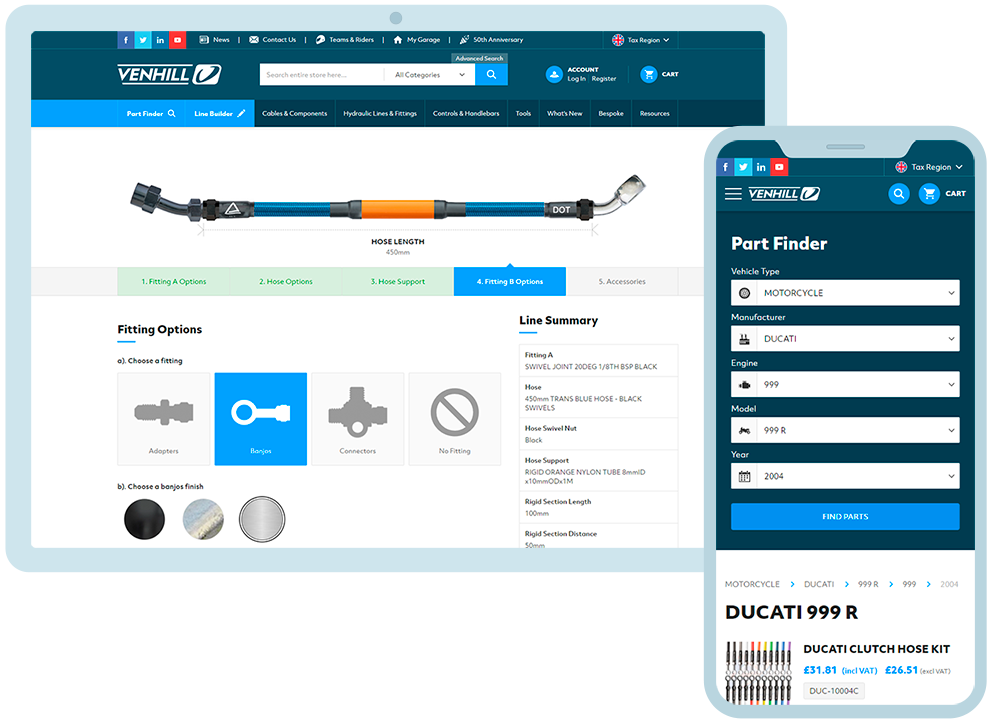 News | Contact Us | Teams & Riders | My Garage | 50th Anniversary
Tax Region
VENHILL
Advanced Search
Search entire store here...
All Categories
ACCOUNT
Log In Register
CART
Part Finder
Line Builder
Cables & Components
Hydraulic Lines & Fittings
Controls & Handlebars
Tools
What's New
Bespoke
Resources
DOT
HOSE LENGTH
450mm
1. Fitting A Options
2. Hose Options
3. Hose Support
4. Fitting B Options
5. Accessories
Fitting Options
a). Choose a fitting
Adapters
Banjos
Connectors
No Fitting
b). Choose a banjos finish
Line Summary
Fitting A
SWIVEL JOINT 20DEG 1/8TH BSP BLACK
Hose
450mm TRANS BLUE HOSE - BLACK
SWIVELS
Hose Swivel Nut
Black
Hose Support
RIGID ORANGE NYLON TUBE 8mmID
x10mmODx1M
Rigid Section Length
100mm
Rigid Section Distance
50mm
Tax Region
VENHILL
CART
Part Finder
Vehicle Type
MOTORCYCLE
Manufacturer
DUCATI
Engine
999
Model
999 R
Year
2004
FIND PARTS
MOTORCYCLE > DUCATI > 999 R > 999 > 2004
DUCATI 999 R
DUCATI CLUTCH HOSE KIT
£31.81 (incl VAT) £26.51 (excl VAT)
DUC-10004C